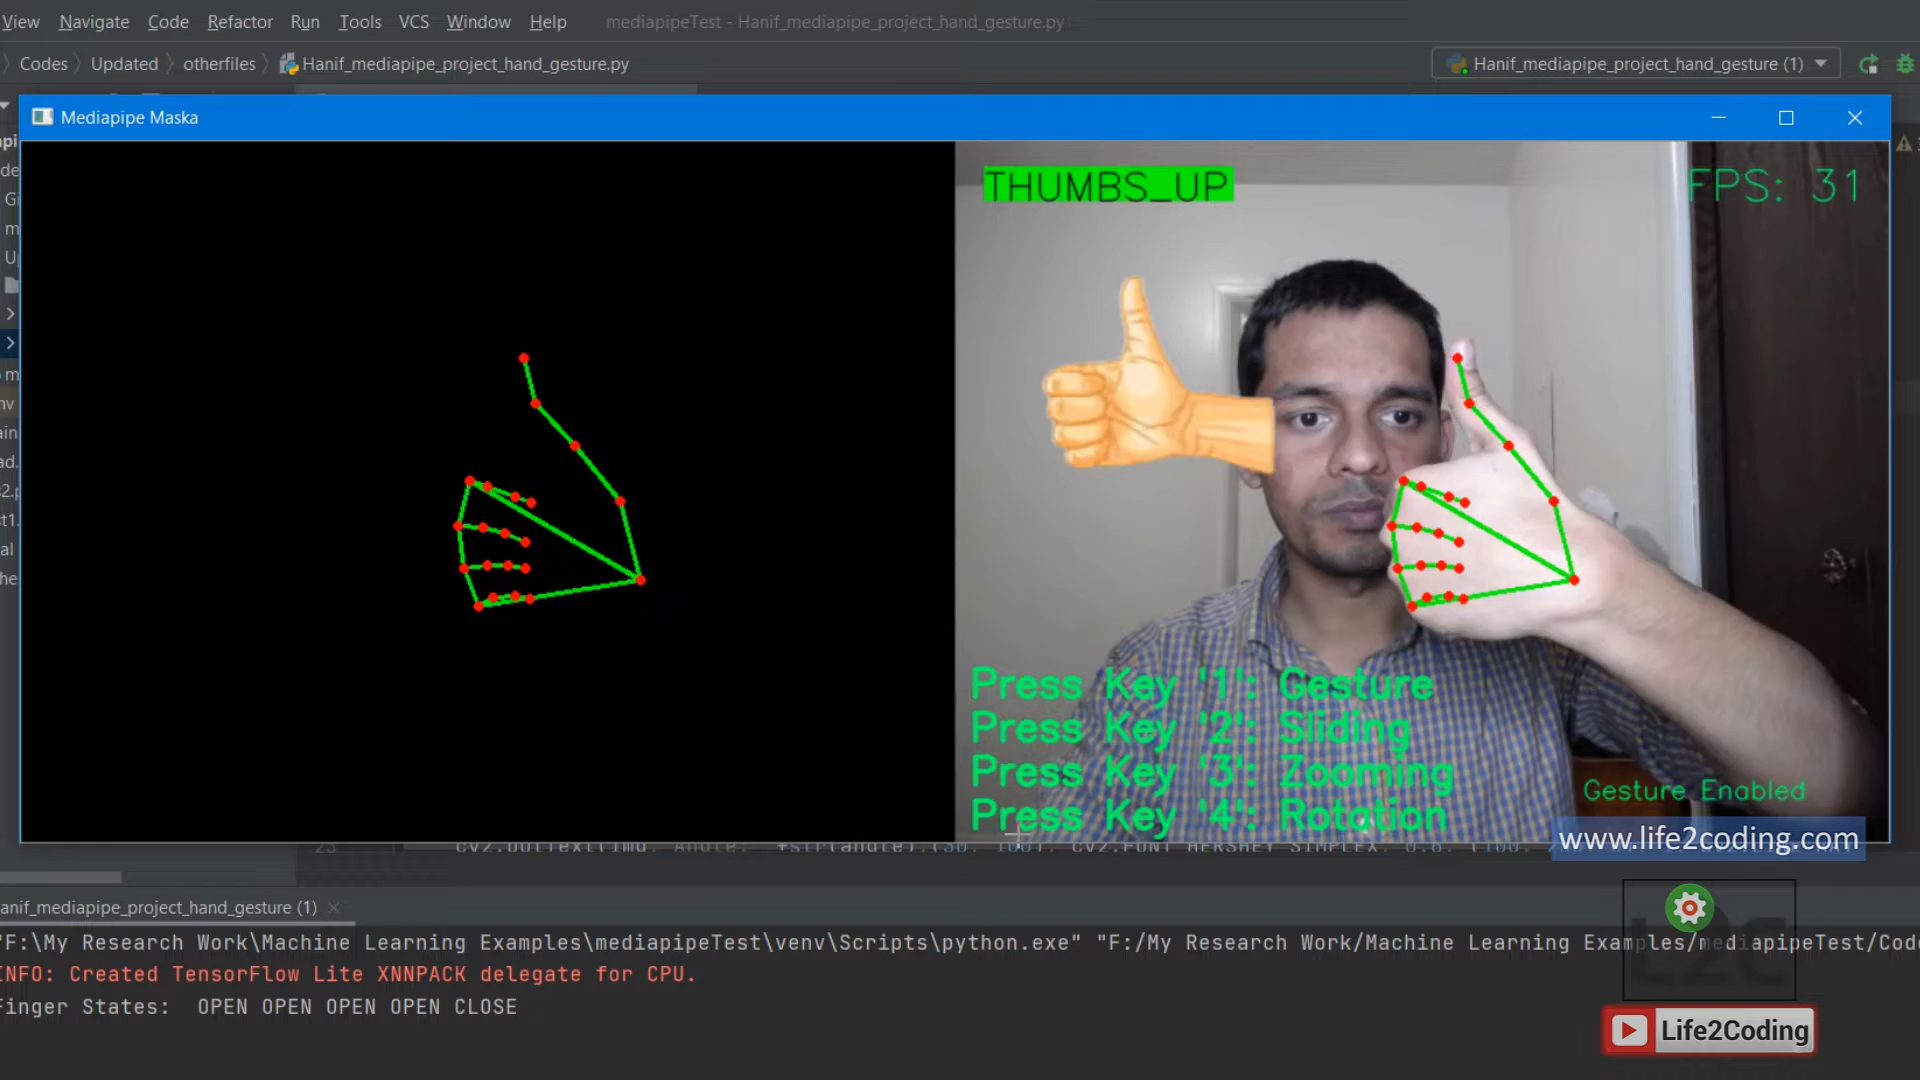 View Navigate Code Refactor Run Tools VCS Window Help mediapipeTest - Hanif_mediapipe_project_hand_gesture.py
Codes Updated otherfiles Hanif_mediapipe_project_hand_gesture.py Hanif_mediapipe_project_hand_gesture (1)
Mediapipe Maska
THUMBS_UP
FPS: 31
Press Key '1': Gesture
Press Key '2': Sliding
Press Key '3': Zooming
Press Key '4': Rotation
Gesture Enabled
www.life2coding.com
anif_mediapipe_project_hand_gesture (1)
"F:\My Research Work\Machine Learning Examples\mediapipeTest\venv\Scripts\python.exe" "F:/My Research Work/Machine Learning Examples/mediapipeTest/Cod
INFO: Created TensorFlow Lite XNNPACK delegate for CPU.
Finger States: OPEN OPEN OPEN OPEN CLOSE
L2C
Life2Coding